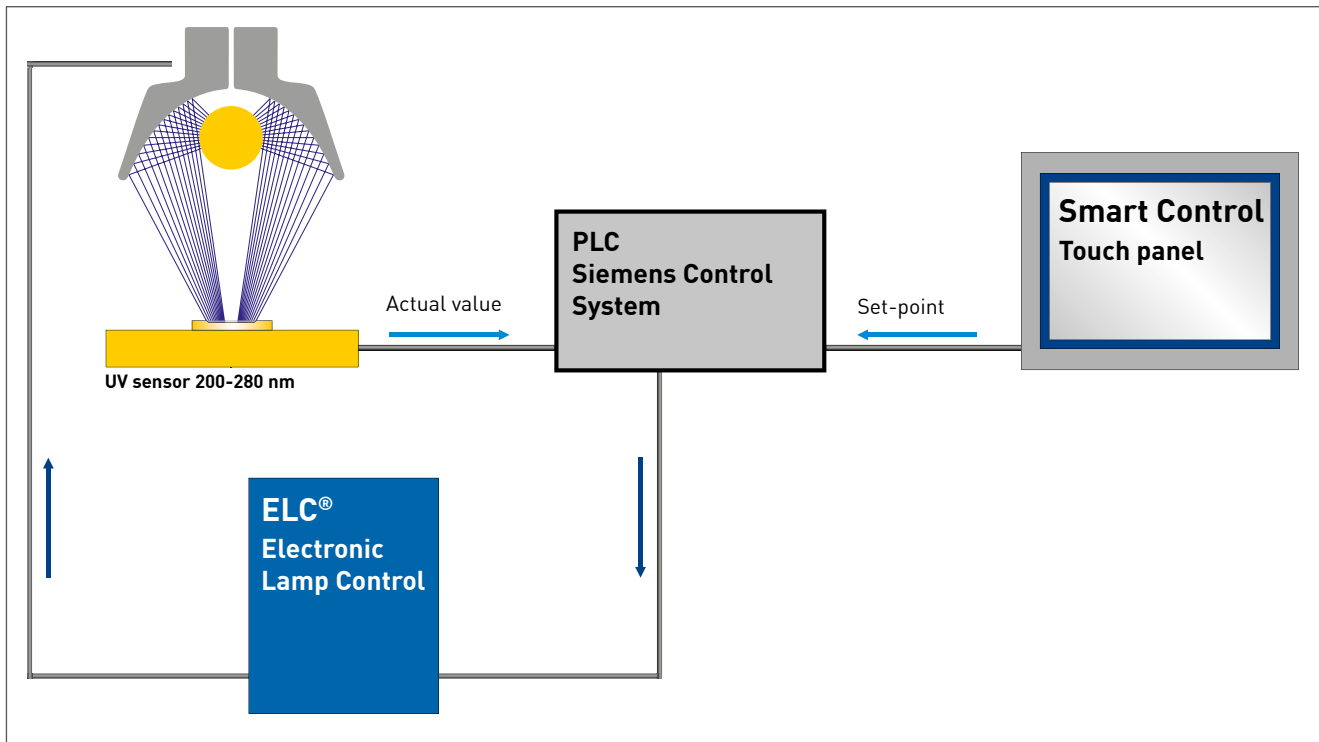 Smart Control
Touch panel
PLC
Siemens Control
System
Actual value
Set-point
UV sensor 200-280 nm
ELC®
Electronic
Lamp Control